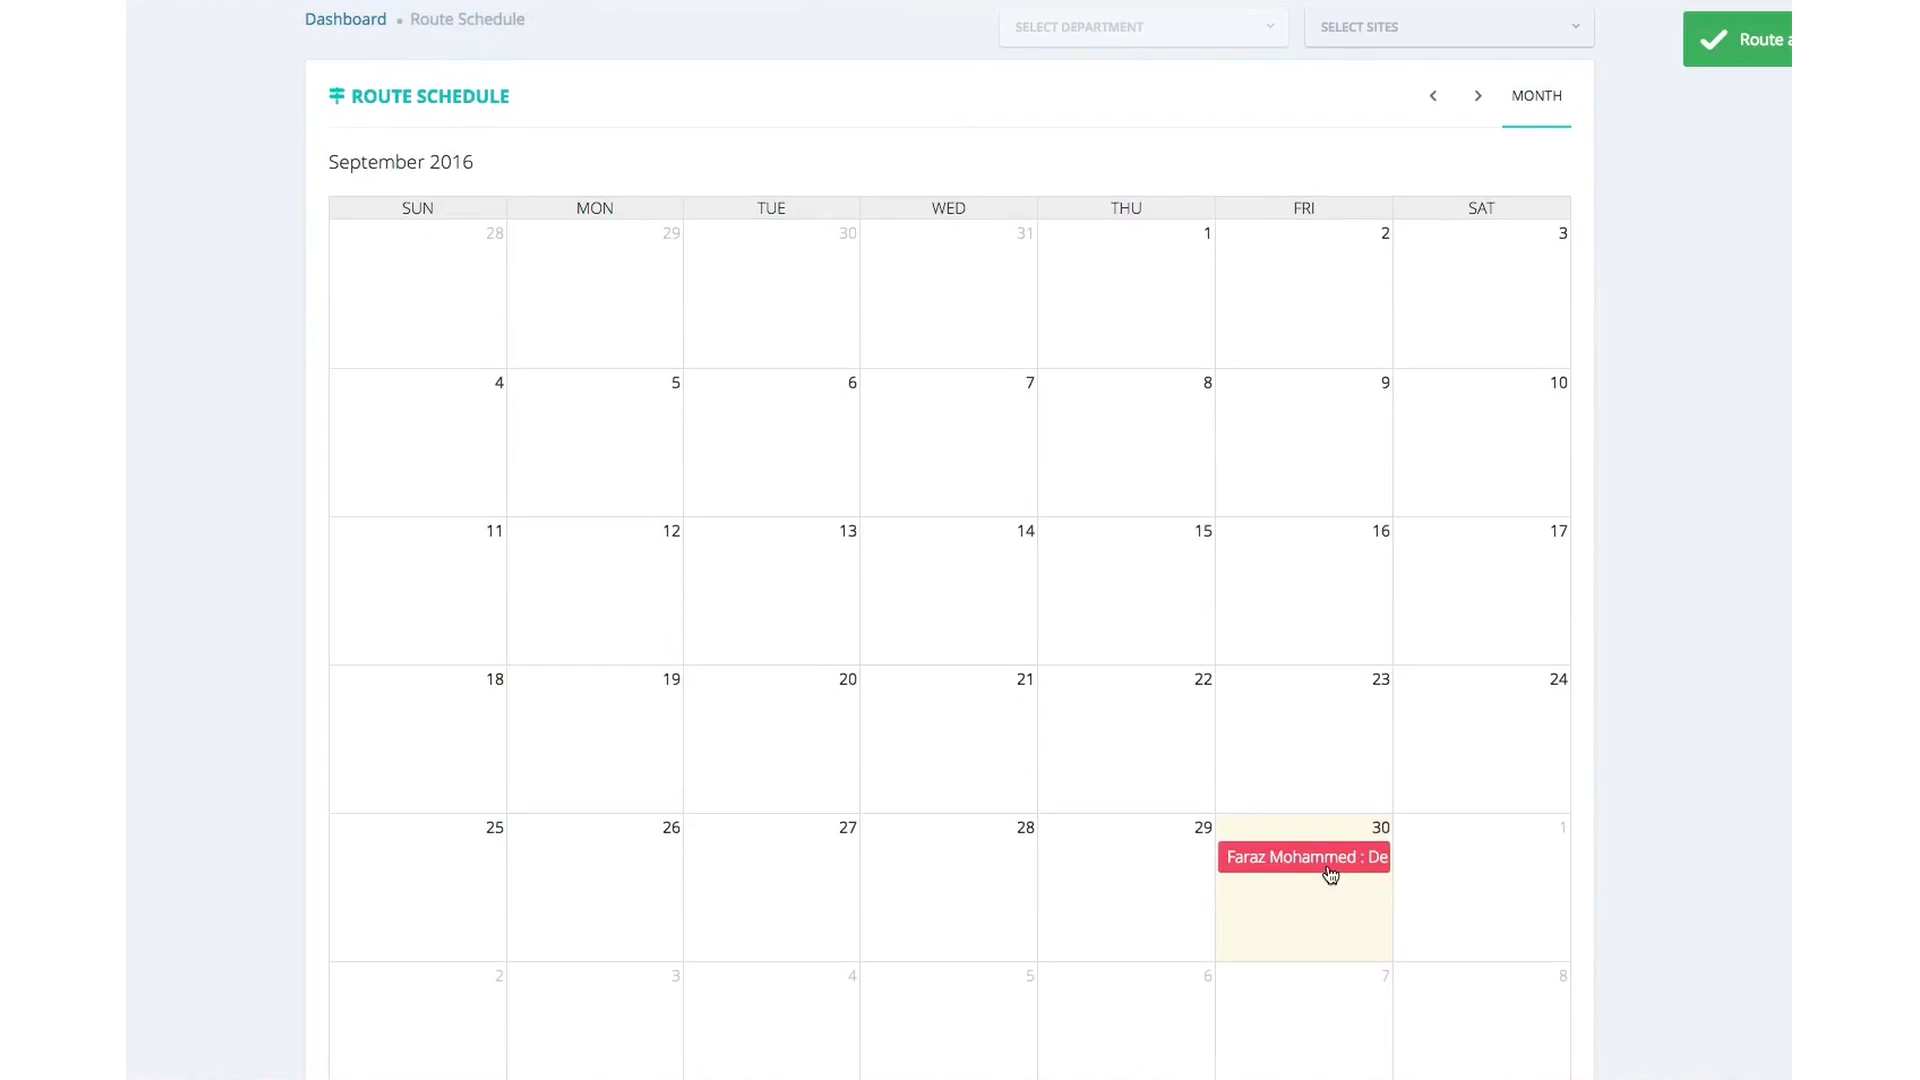 Dashboard • Route Schedule
SELECT DEPARTMENT
SELECT SITES
Route
ROUTE SCHEDULE
MONTH
September 2016
SUN MON TUE WED THU FRI SAT
28 29 30 31 1 2 3
4 5 6 7 8 9 10
11 12 13 14 15 16 17
18 19 20 21 22 23 24
25 26 27 28 29 30 1
Faraz Mohammed : De
2 3 4 5 6 7 8